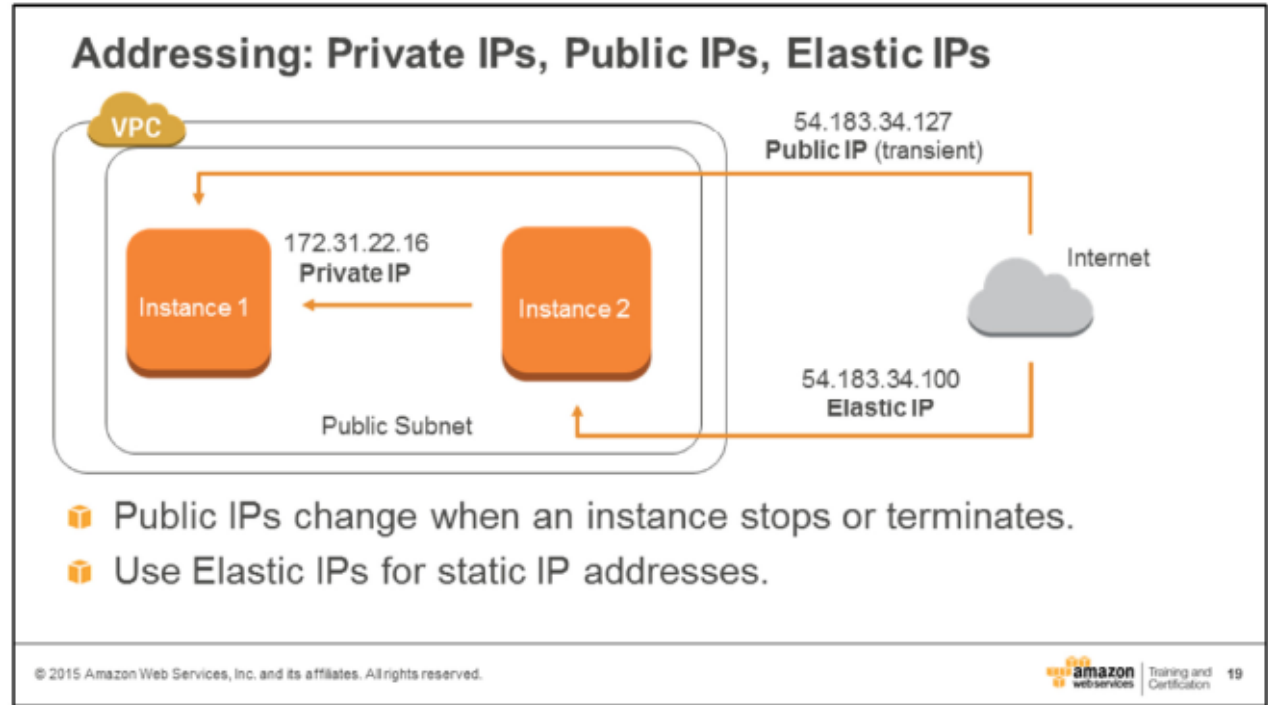 Addressing: Private IPs, Public IPs, Elastic IPs
VPC
54.183.34.127
Public IP (transient)
172.31.22.16
Private IP
Instance 1
Instance 2
Internet
54.183.34.100
Elastic IP
Public Subnet
Public IPs change when an instance stops or terminates.
Use Elastic IPs for static IP addresses.
© 2015 Amazon Web Services, Inc. and its affiliates. All rights reserved.
amazon
webservices
Training and
Certification
19